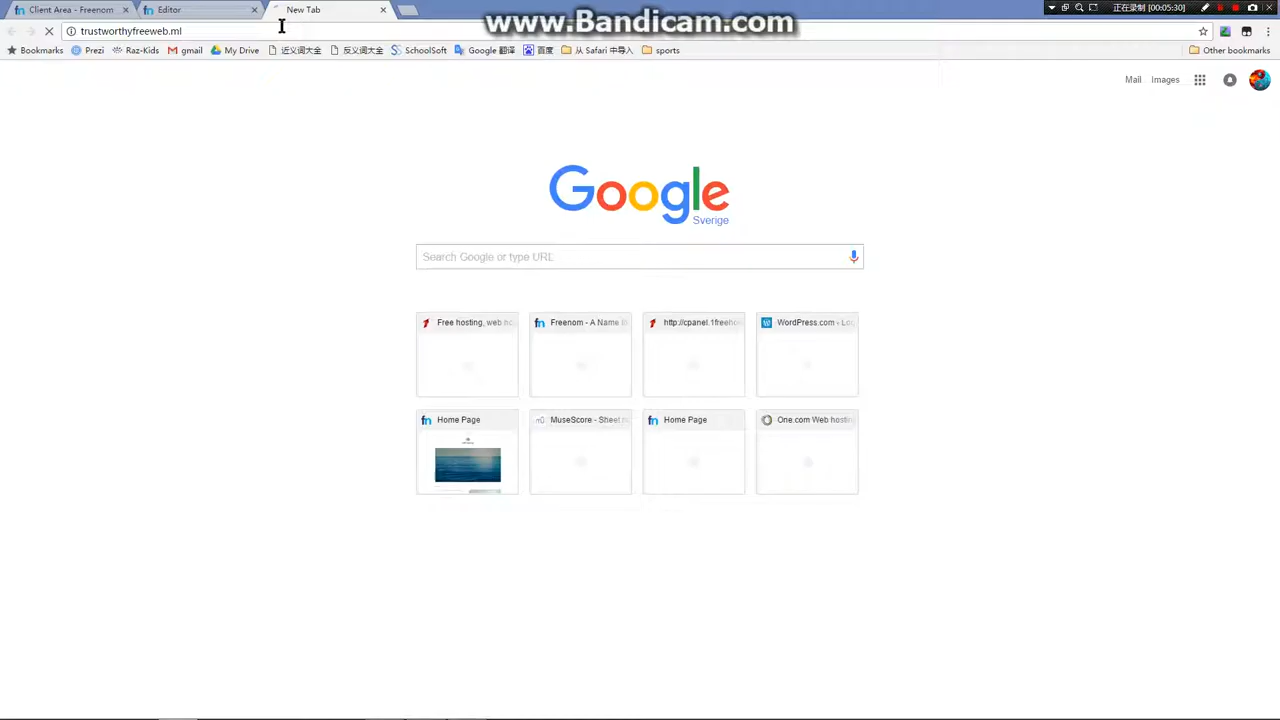 Client Area - Freenom
Editor
New Tab
www.Bandicam.com
正在录制 [00:05:30]
trustworthyfreeweb.ml
Bookmarks
Prezi
Raz-Kids
gmail
My Drive
近义词大全
反义词大全
SchoolSoft
Google 翻译
百度
从 Safari 中导入
sports
Other bookmarks
Mail
Images
Google
Sverige
Search Google or type URL
Free hosting, web ho
Freenom - A Name
http://cpanel.1freeno
WordPress.com - Lo
Home Page
MuseScore - Sheet
Home Page
One.com Web hosting